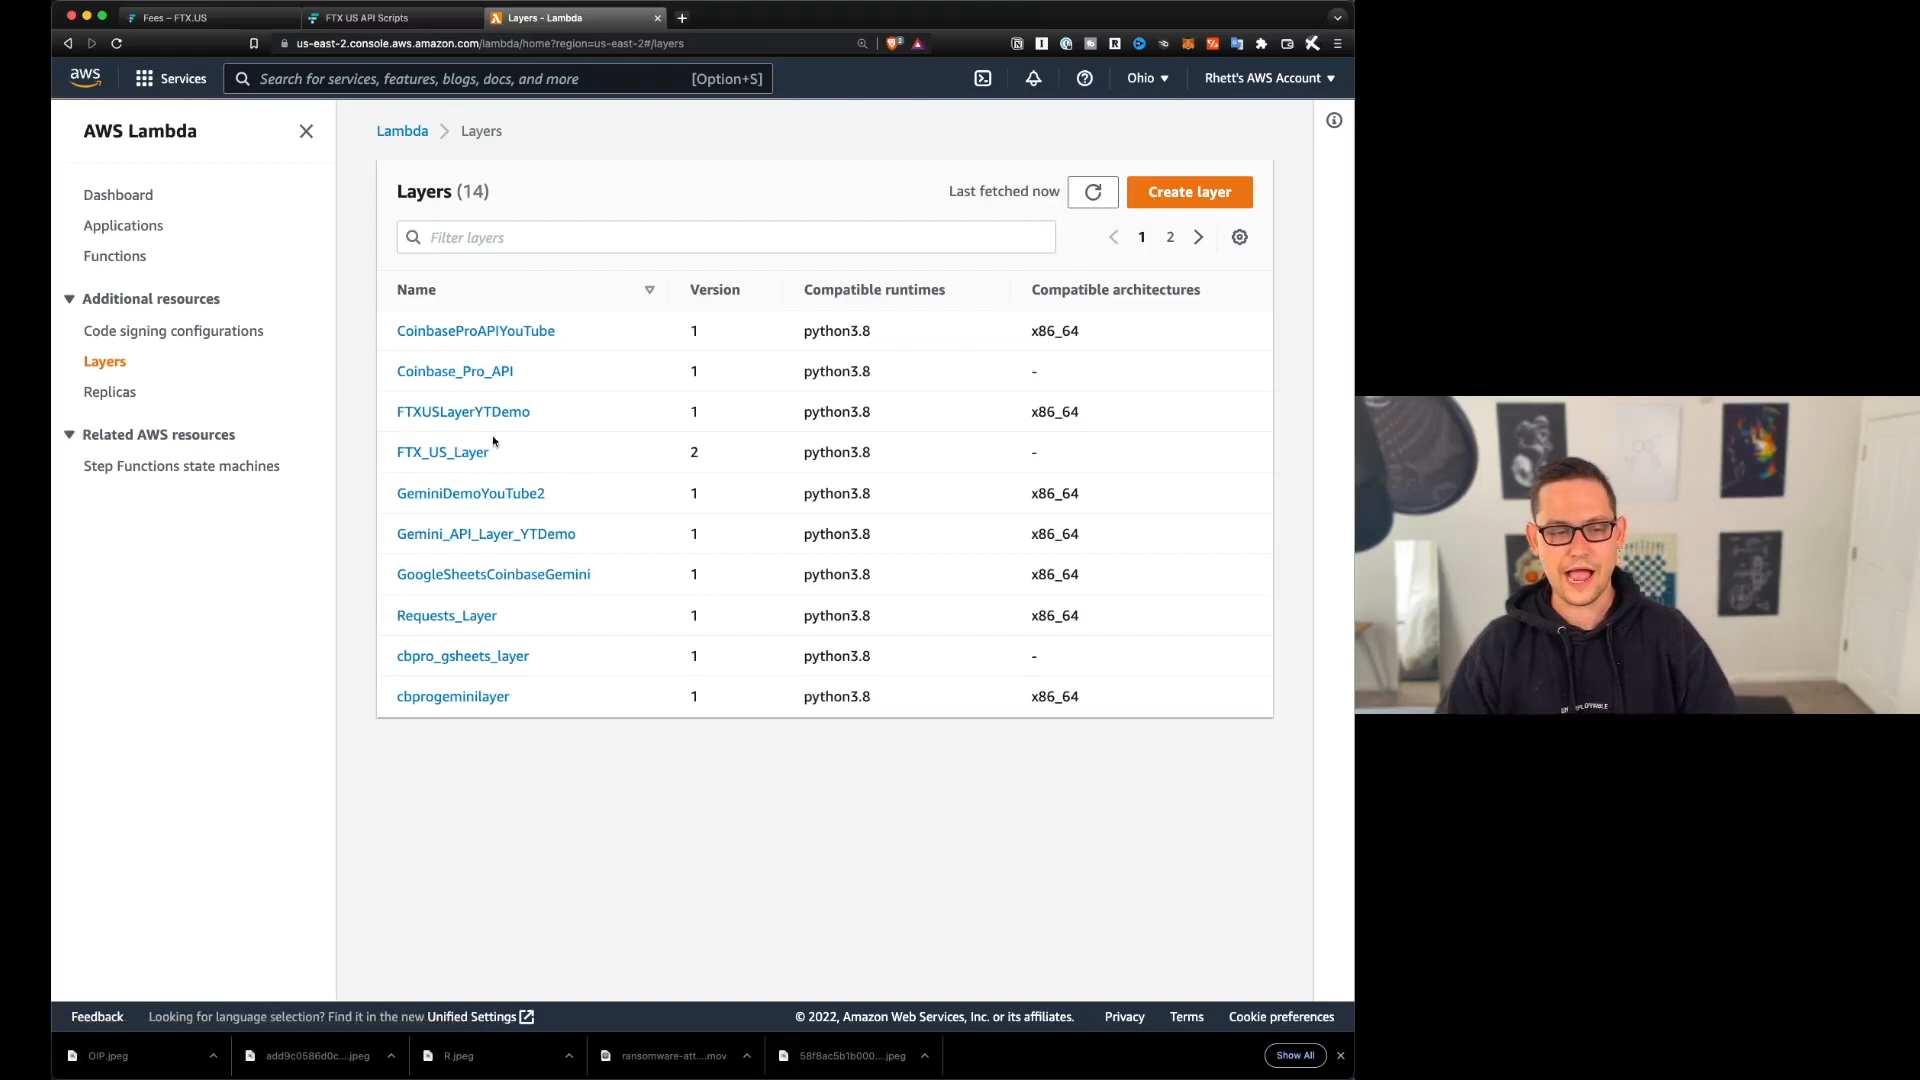 Fees – FTX.US
FTX US API Scripts
Layers - Lambda
us-east-2.console.aws.amazon.com/lambda/home?region=us-east-2#/layers
aws
Services
Search for services, features, blogs, docs, and more
[Option+S]
Ohio
Rhett's AWS Account
AWS Lambda
Dashboard
Applications
Functions
Additional resources
Code signing configurations
Layers
Replicas
Related AWS resources
Step Functions state machines
Lambda
Layers
Layers (14)
Last fetched now
Create layer
Filter layers
1 2
Name Version Compatible runtimes Compatible architectures
CoinbaseProAPIYouTube 1 python3.8 x86_64
Coinbase_Pro_API 1 python3.8 -
FTXUSLayerYTDemo 1 python3.8 x86_64
FTX_US_Layer 2 python3.8 -
GeminiDemoYouTube2 1 python3.8 x86_64
Gemini_API_Layer_YTDemo 1 python3.8 x86_64
GoogleSheetsCoinbaseGemini 1 python3.8 x86_64
Requests_Layer 1 python3.8 x86_64
cbpro_gsheets_layer 1 python3.8 -
cbprogeminilayer 1 python3.8 x86_64
Feedback
Looking for language selection? Find it in the new Unified Settings
© 2022, Amazon Web Services, Inc. or its affiliates.
Privacy
Terms
Cookie preferences
OIP.jpeg
add9c0586d0c....jpeg
R.jpeg
ransomware-att....mov
58f8ac5b1b000....jpeg
Show All